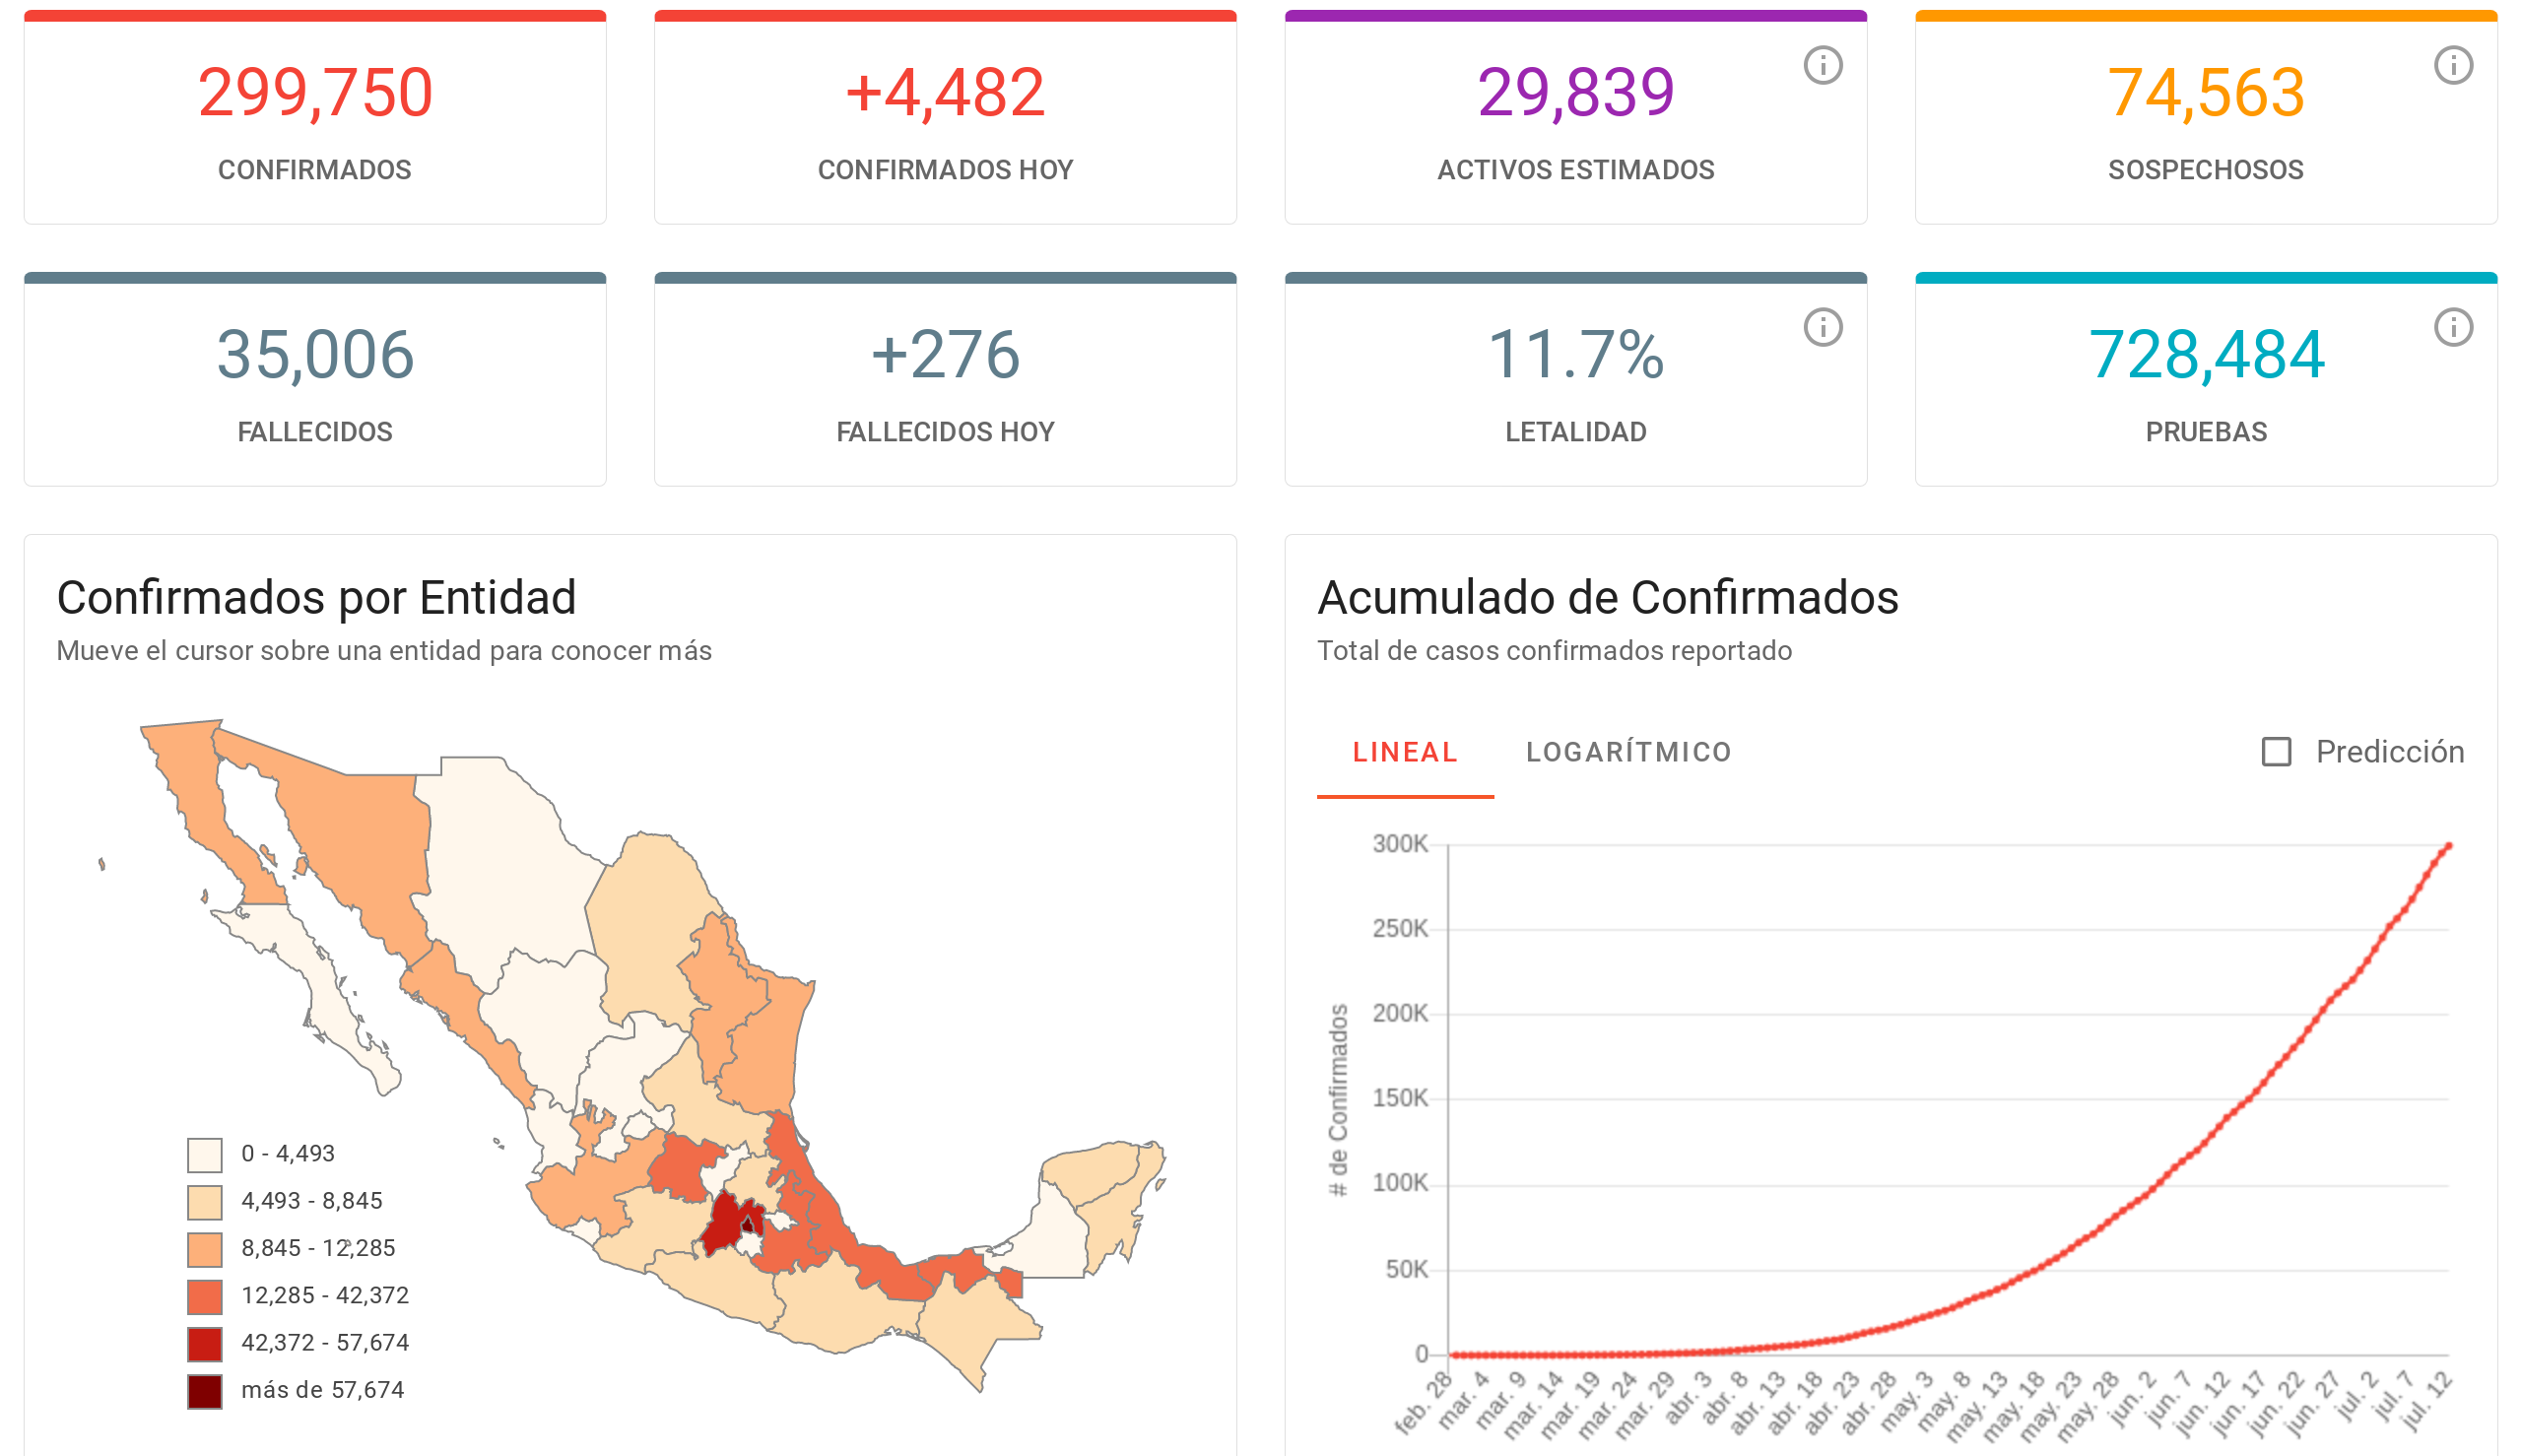 299,750
CONFIRMADOS
+4,482
CONFIRMADOS HOY
29,839
ACTIVOS ESTIMADOS
74,563
SOSPECHOSOS
35,006
FALLECIDOS
+276
FALLECIDOS HOY
11.7%
LETALIDAD
728,484
PRUEBAS
Confirmados por Entidad
Mueve el cursor sobre una entidad para conocer más
0 - 4,493
4,493 - 8,845
8,845 - 12,285
12,285 - 42,372
42,372 - 57,674
más de 57,674
Acumulado de Confirmados
Total de casos confirmados reportado
LINEAL
LOGARÍTMICO
Predicción
# de Confirmados
300K
250K
200K
150K
100K
50K
0
feb. 28
mar. 4
mar. 9
mar. 14
mar. 19
mar. 24
mar. 29
abr. 3
abr. 8
abr. 13
abr. 18
abr. 23
abr. 28
may. 3
may. 8
may. 13
may. 18
may. 23
may. 28
jun. 2
jun. 7
jun. 12
jun. 17
jun. 22
jun. 27
jul. 2
jul. 7
jul. 12